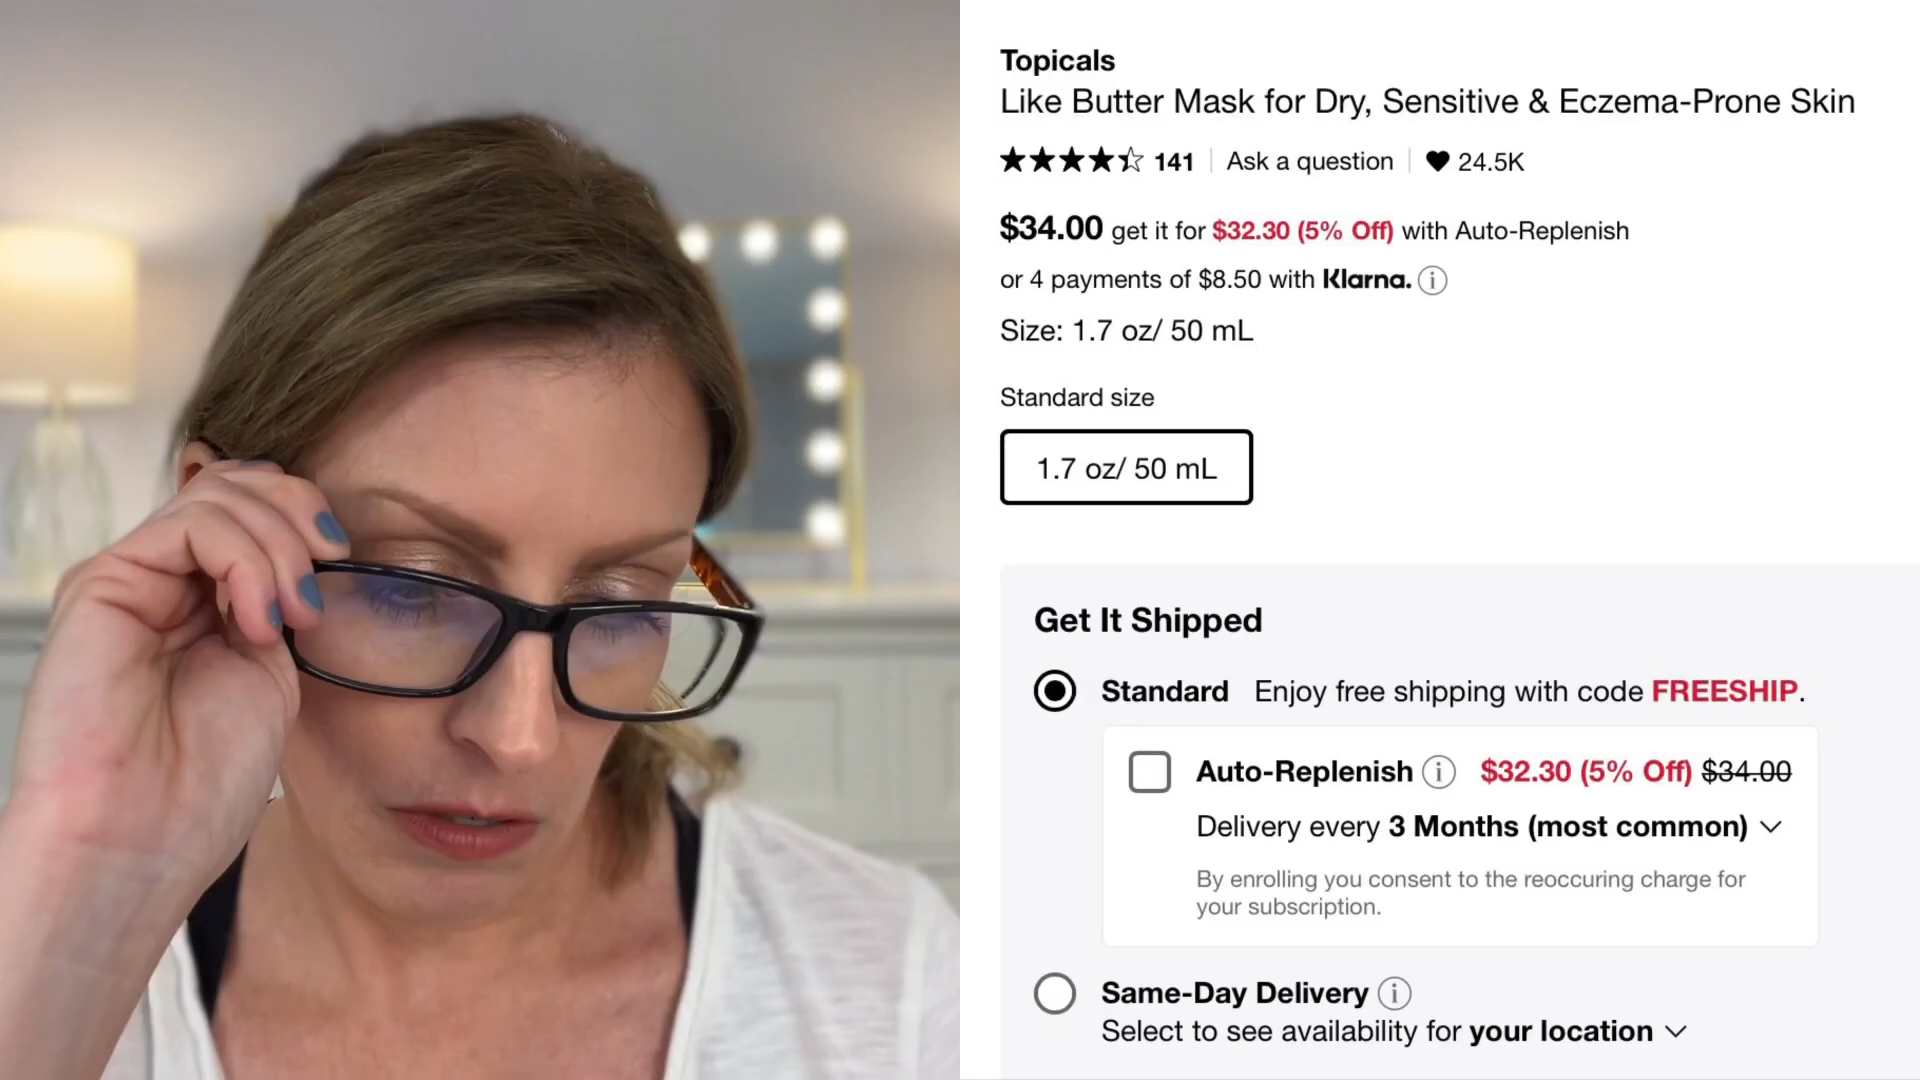 Topicals
Like Butter Mask for Dry, Sensitive & Eczema-Prone Skin
141 Ask a question 24.5K
$34.00 get it for $32.30 (5% Off) with Auto-Replenish
or 4 payments of $8.50 with Klarna. i
Size: 1.7 oz/ 50 mL
Standard size
1.7 oz/ 50 mL
Get It Shipped
Standard Enjoy free shipping with code FREESHIP.
Auto-Replenish i $32.30 (5% Off) $34.00
Delivery every 3 Months (most common)
By enrolling you consent to the reoccuring charge for
your subscription.
Same-Day Delivery i
Select to see availability for your location